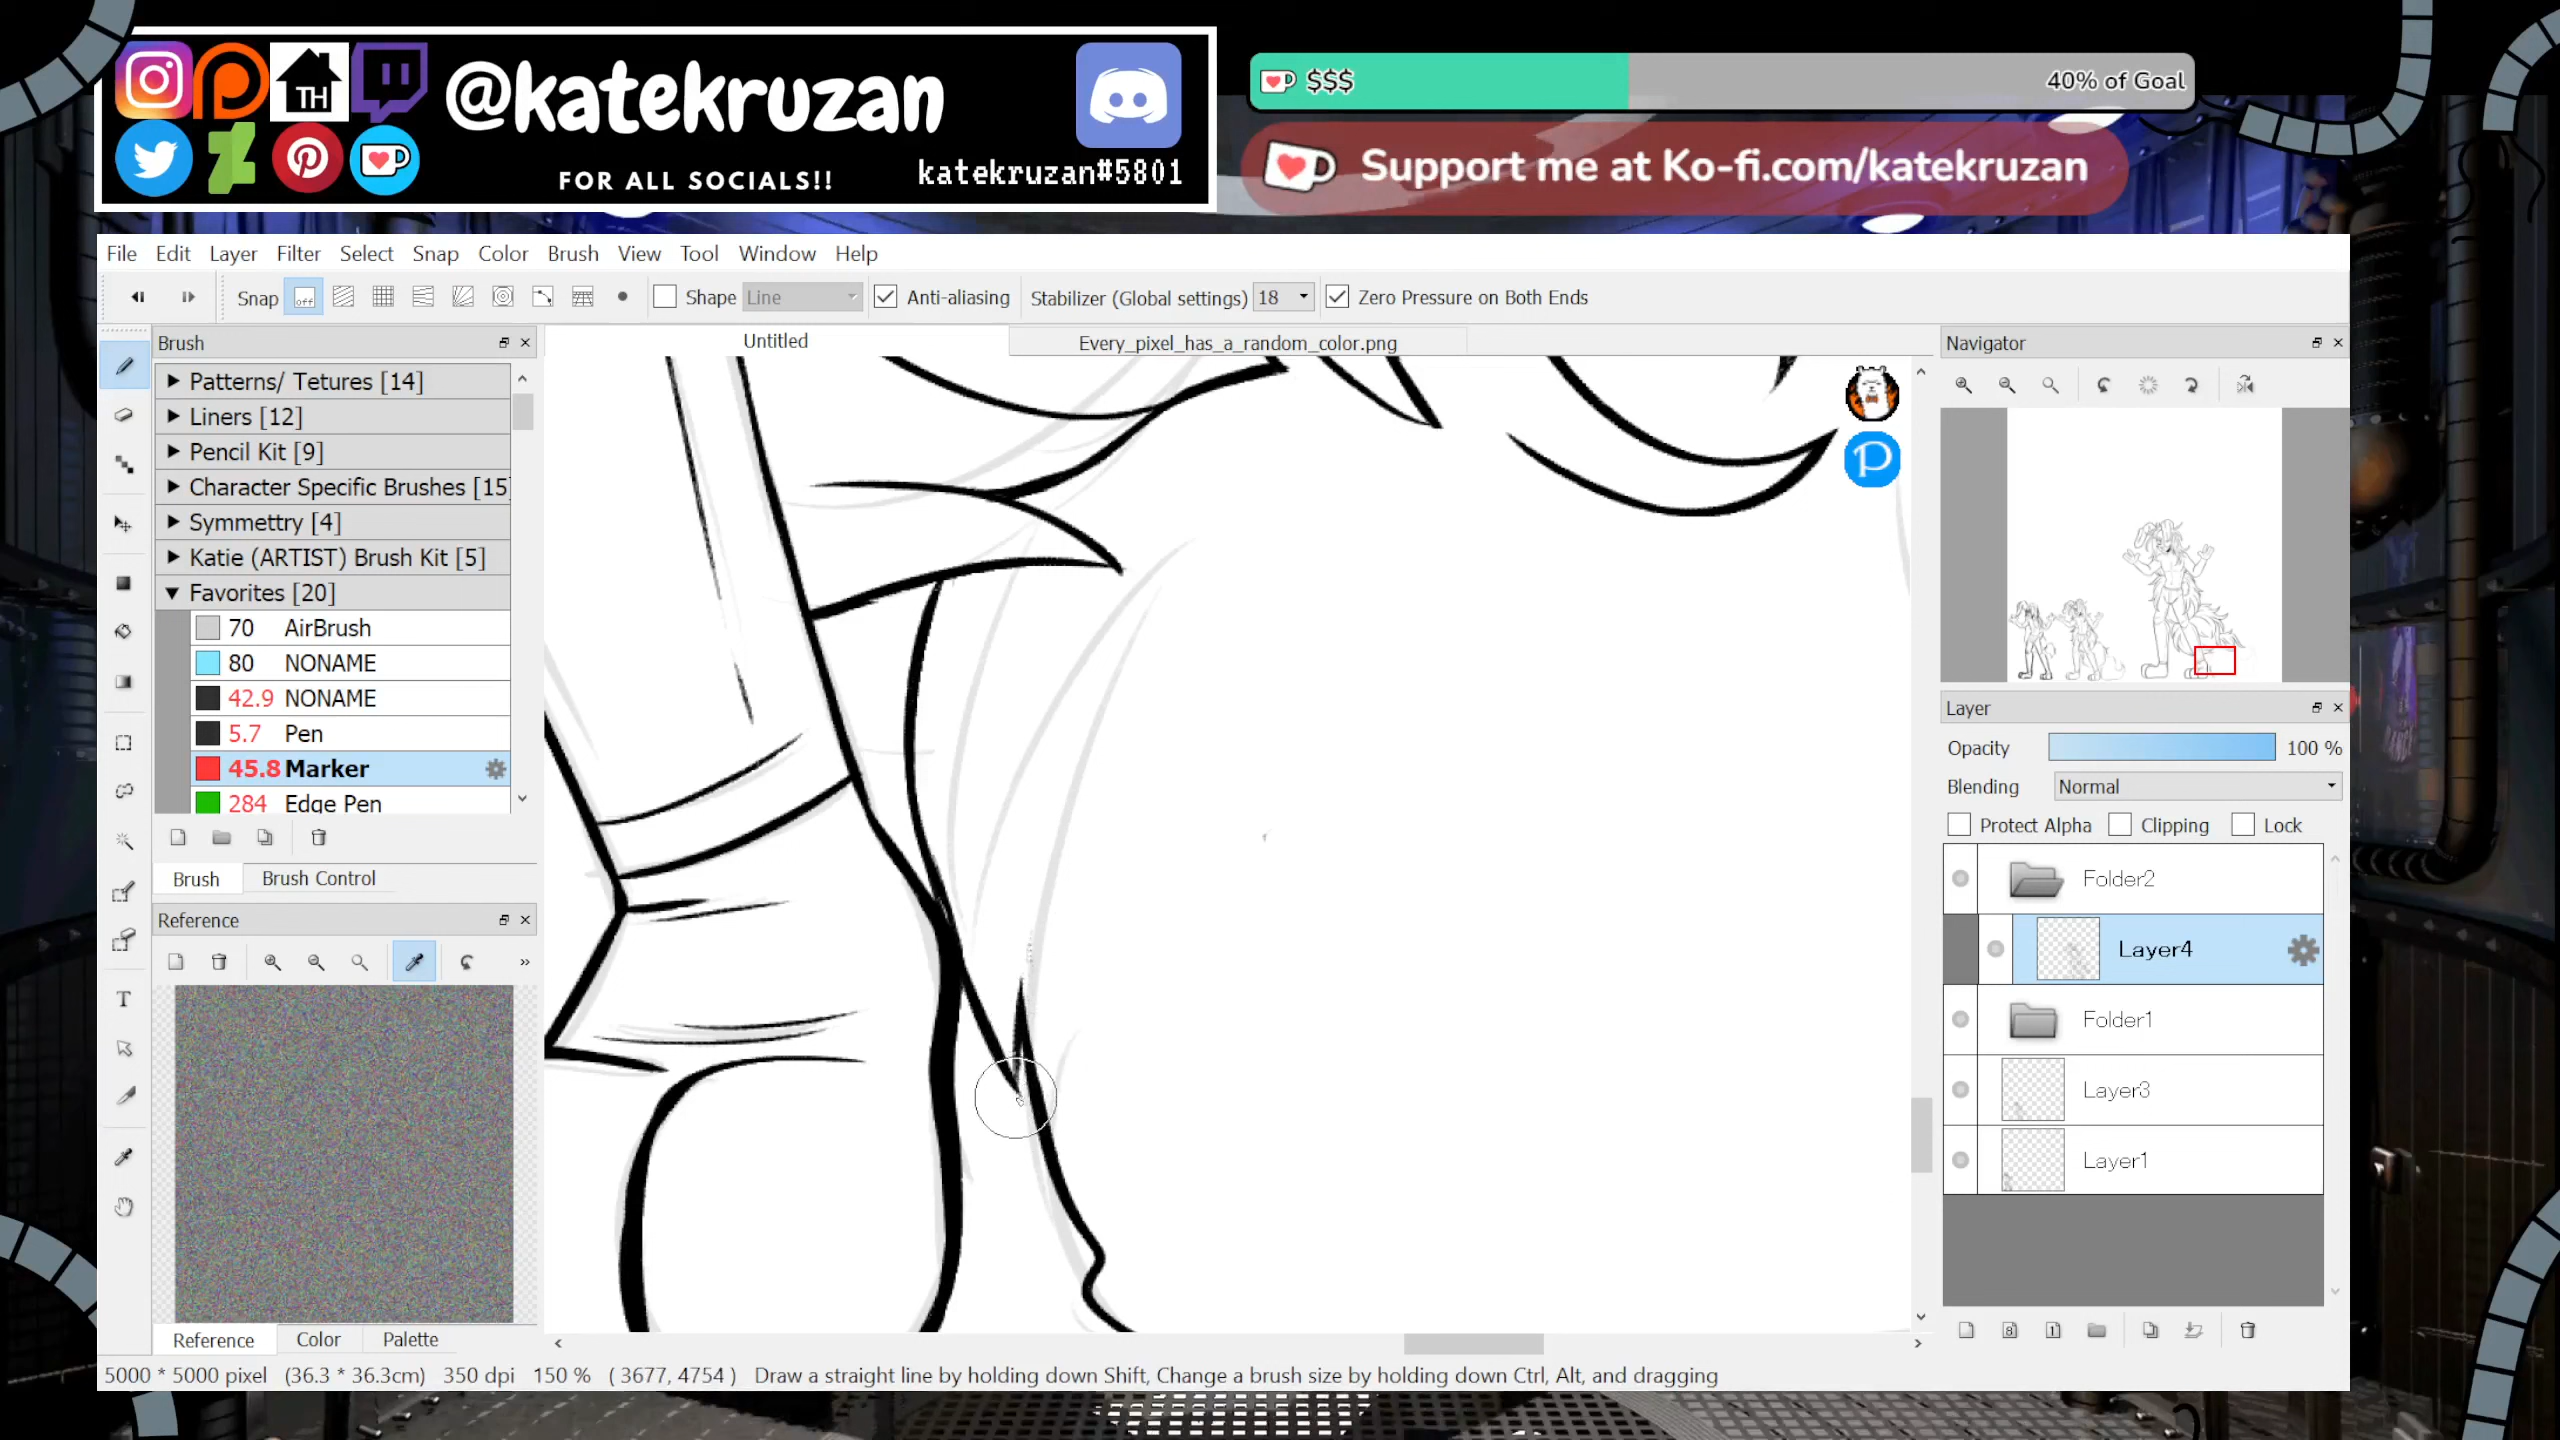 TH
@katekruzan
FOR ALL SOCIALS!!
katekruzan#5801
$$$
40% of Goal
Support me at Ko-fi.com/katekruzan
File Edit Layer Filter Select Snap Color Brush View Tool Window Help
Snap off Shape Line Anti-aliasing Stabilizer (Global settings) 18 Zero Pressure on Both Ends
Brush
Untitled
Every_pixel_has_a_random_color.png
Navigator
Patterns/ Tetures [14]
Liners [12]
Pencil Kit [9]
Character Specific Brushes [15]
Symmettry [4]
Katie (ARTIST) Brush Kit [5]
Favorites [20]
70 AirBrush
80 NONAME
42.9 NONAME
5.7 Pen
45.8 Marker
284 Edge Pen
Brush Brush Control
Reference
T
Reference Color Palette
P
Layer
Opacity 100 %
Blending Normal
Protect Alpha Clipping Lock
Folder2
Layer4
Folder1
Layer3
Layer1
8 1
5000 * 5000 pixel (36.3 * 36.3cm) 350 dpi 150 % ( 3677, 4754 ) Draw a straight line by holding down Shift, Change a brush size by holding down Ctrl, Alt, and dragging